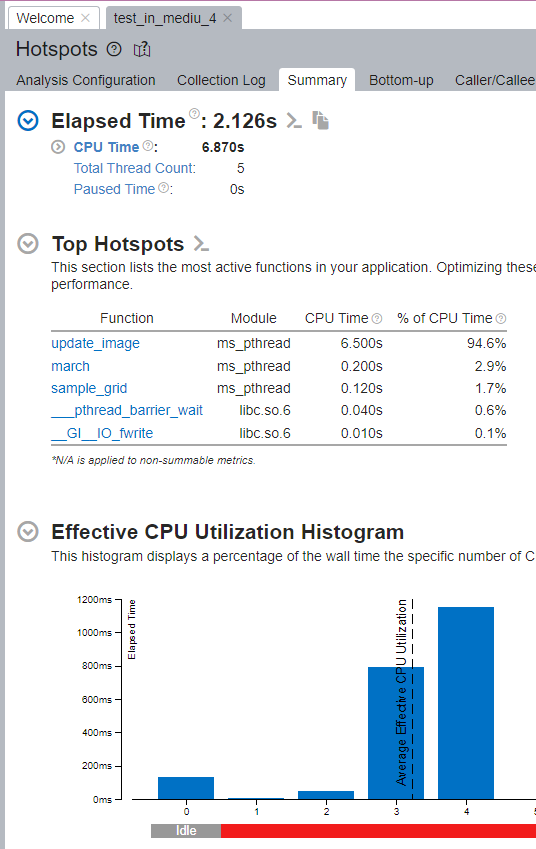 Welcome × test_in_mediu_4 ×
Hotspots
Analysis Configuration Collection Log Summary Bottom-up Caller/Callee
Elapsed Time : 2.126s
CPU Time : 6.870s
Total Thread Count: 5
Paused Time : 0s
Top Hotspots
This section lists the most active functions in your application. Optimizing these
performance.
Function Module CPU Time % of CPU Time
update_image ms_pthread 6.500s 94.6%
march ms_pthread 0.200s 2.9%
sample_grid ms_pthread 0.120s 1.7%
___pthread_barrier_wait libc.so.6 0.040s 0.6%
__GI__IO_fwrite libc.so.6 0.010s 0.1%
*N/A is applied to non-summable metrics.
Effective CPU Utilization Histogram
This histogram displays a percentage of the wall time the specific number of C
1200ms
1000ms
800ms
600ms
400ms
200ms
0ms
Elapsed Time
Average Effective CPU Utilization
0 1 2 3 4
Idle